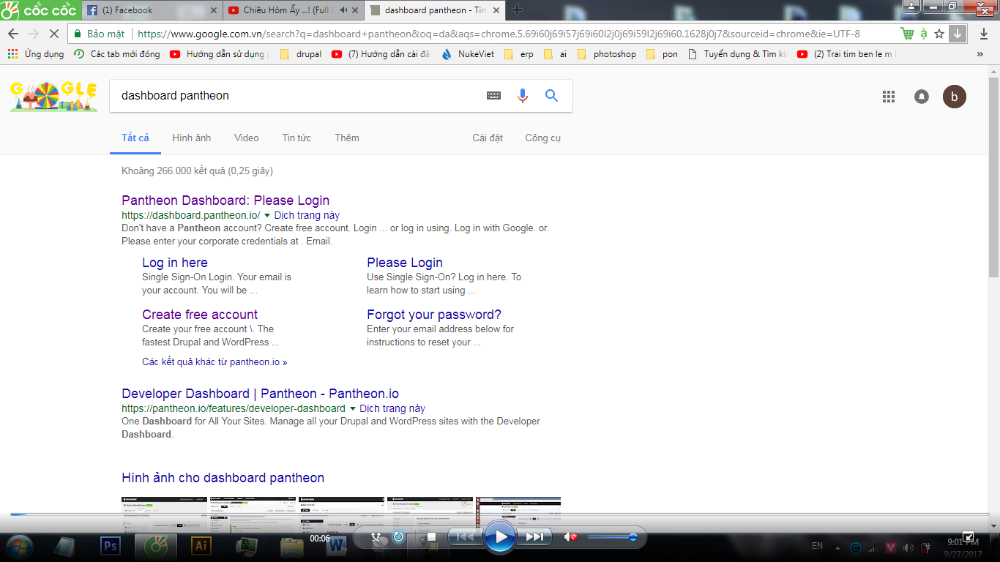 cốc cốc
(1) Facebook
Chiều Hôm Ấy ...! (Full A
dashboard pantheon - Tìm
Bảo mật
https://www.google.com.vn/search?q=dashboard+pantheon&oq=da&aqs=chrome.5.69i60j69i57j69i60l2j0j69i59l2j69i60.1628j0j7&sourceid=chrome&ie=UTF-8
Ứng dụng
Các tab mới đóng
Hướng dẫn sử dụng
drupal
(7) Hướng dẫn cài đặ
NukeViet
erp
ai
photoshop
pon
Tuyển dụng & Tìm ki
(2) Trai tim ben le m
»
GOOGLE
dashboard pantheon
b
Tất cả
Hình ảnh
Video
Tin tức
Thêm
Cài đặt
Công cụ
Khoảng 266.000 kết quả (0,25 giây)
Pantheon Dashboard: Please Login
https://dashboard.pantheon.io/ Dịch trang này
Don't have a Pantheon account? Create free account. Login ... or log in using. Log in with Google. or.
Please enter your corporate credentials at . Email.
Log in here
Single Sign-On Login. Your email is
your account. You will be ...
Please Login
Use Single Sign-On? Log in here. To
learn how to start using ...
Create free account
Create your free account \. The
fastest Drupal and WordPress ...
Forgot your password?
Enter your email address below for
instructions to reset your ...
Các kết quả khác từ pantheon.io »
Developer Dashboard | Pantheon - Pantheon.io
https://pantheon.io/features/developer-dashboard Dịch trang này
One Dashboard for All Your Sites. Manage all your Drupal and WordPress sites with the Developer
Dashboard.
Hình ảnh cho dashboard pantheon
00:06
Ps
Ai
W
EN
V
9:01 PM
9/27/2017